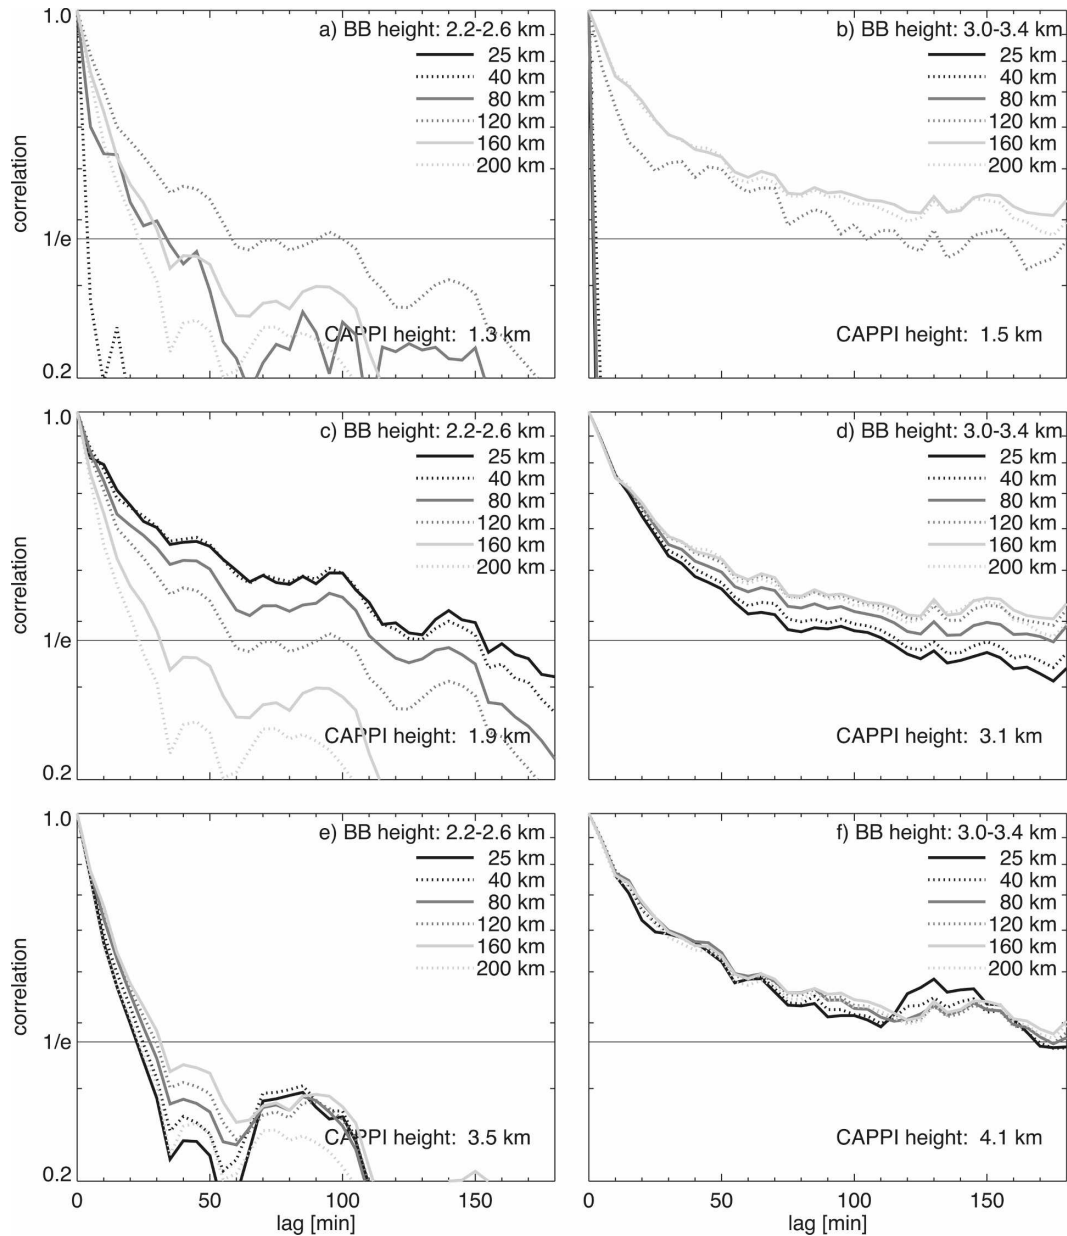 a) BB height: 2.2-2.6 km
25 km
40 km
80 km
120 km
160 km
200 km
CAPPI height: 1.3 km
1.0
1/e
0.2
correlation
b) BB height: 3.0-3.4 km
25 km
40 km
80 km
120 km
160 km
200 km
CAPPI height: 1.5 km
c) BB height: 2.2-2.6 km
25 km
40 km
80 km
120 km
160 km
200 km
CAPPI height: 1.9 km
1.0
1/e
0.2
correlation
d) BB height: 3.0-3.4 km
25 km
40 km
80 km
120 km
160 km
200 km
CAPPI height: 3.1 km
e) BB height: 2.2-2.6 km
25 km
40 km
80 km
120 km
160 km
200 km
CAPPI height: 3.5 km
1.0
1/e
0.2
correlation
0 50 100 150
lag [min]
f) BB height: 3.0-3.4 km
25 km
40 km
80 km
120 km
160 km
200 km
CAPPI height: 4.1 km
0 50 100 150
lag [min]